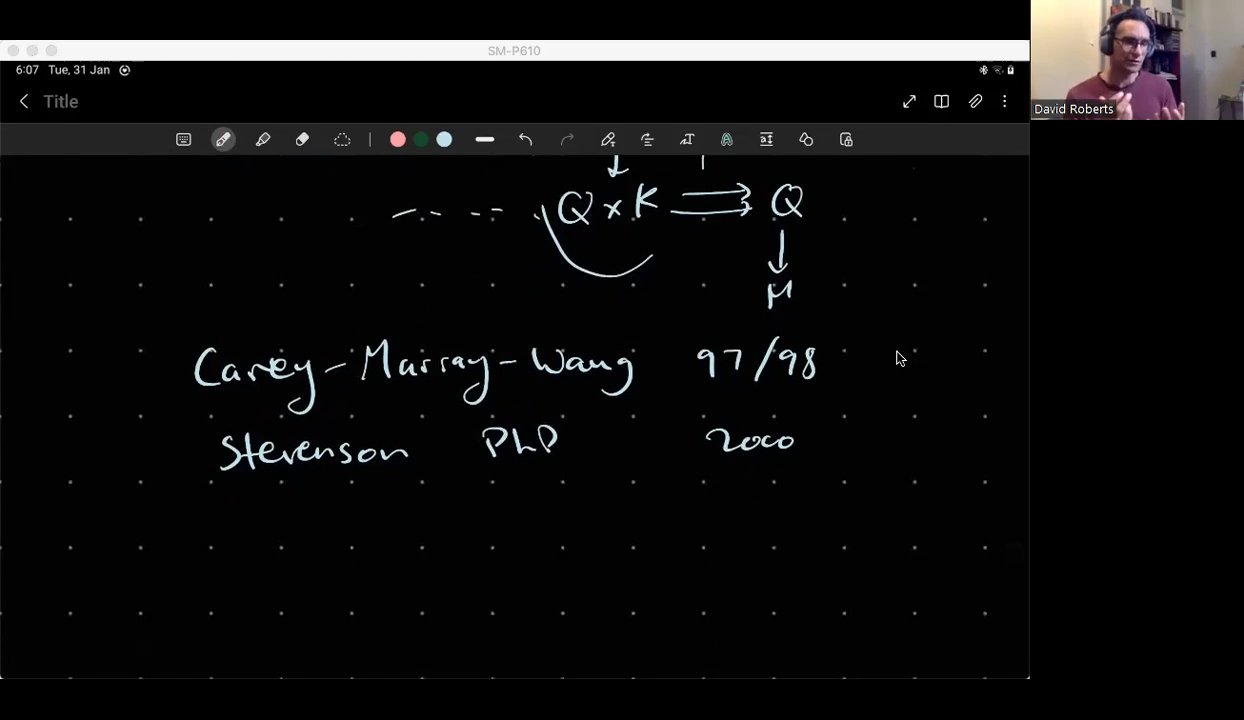 SM-P610
6:07 Tue, 31 Jan
Title
David Roberts
Q × K ⇉ Q
↓
M
Carey - Murray - Wang 97/98
Stevenson PhD 2000